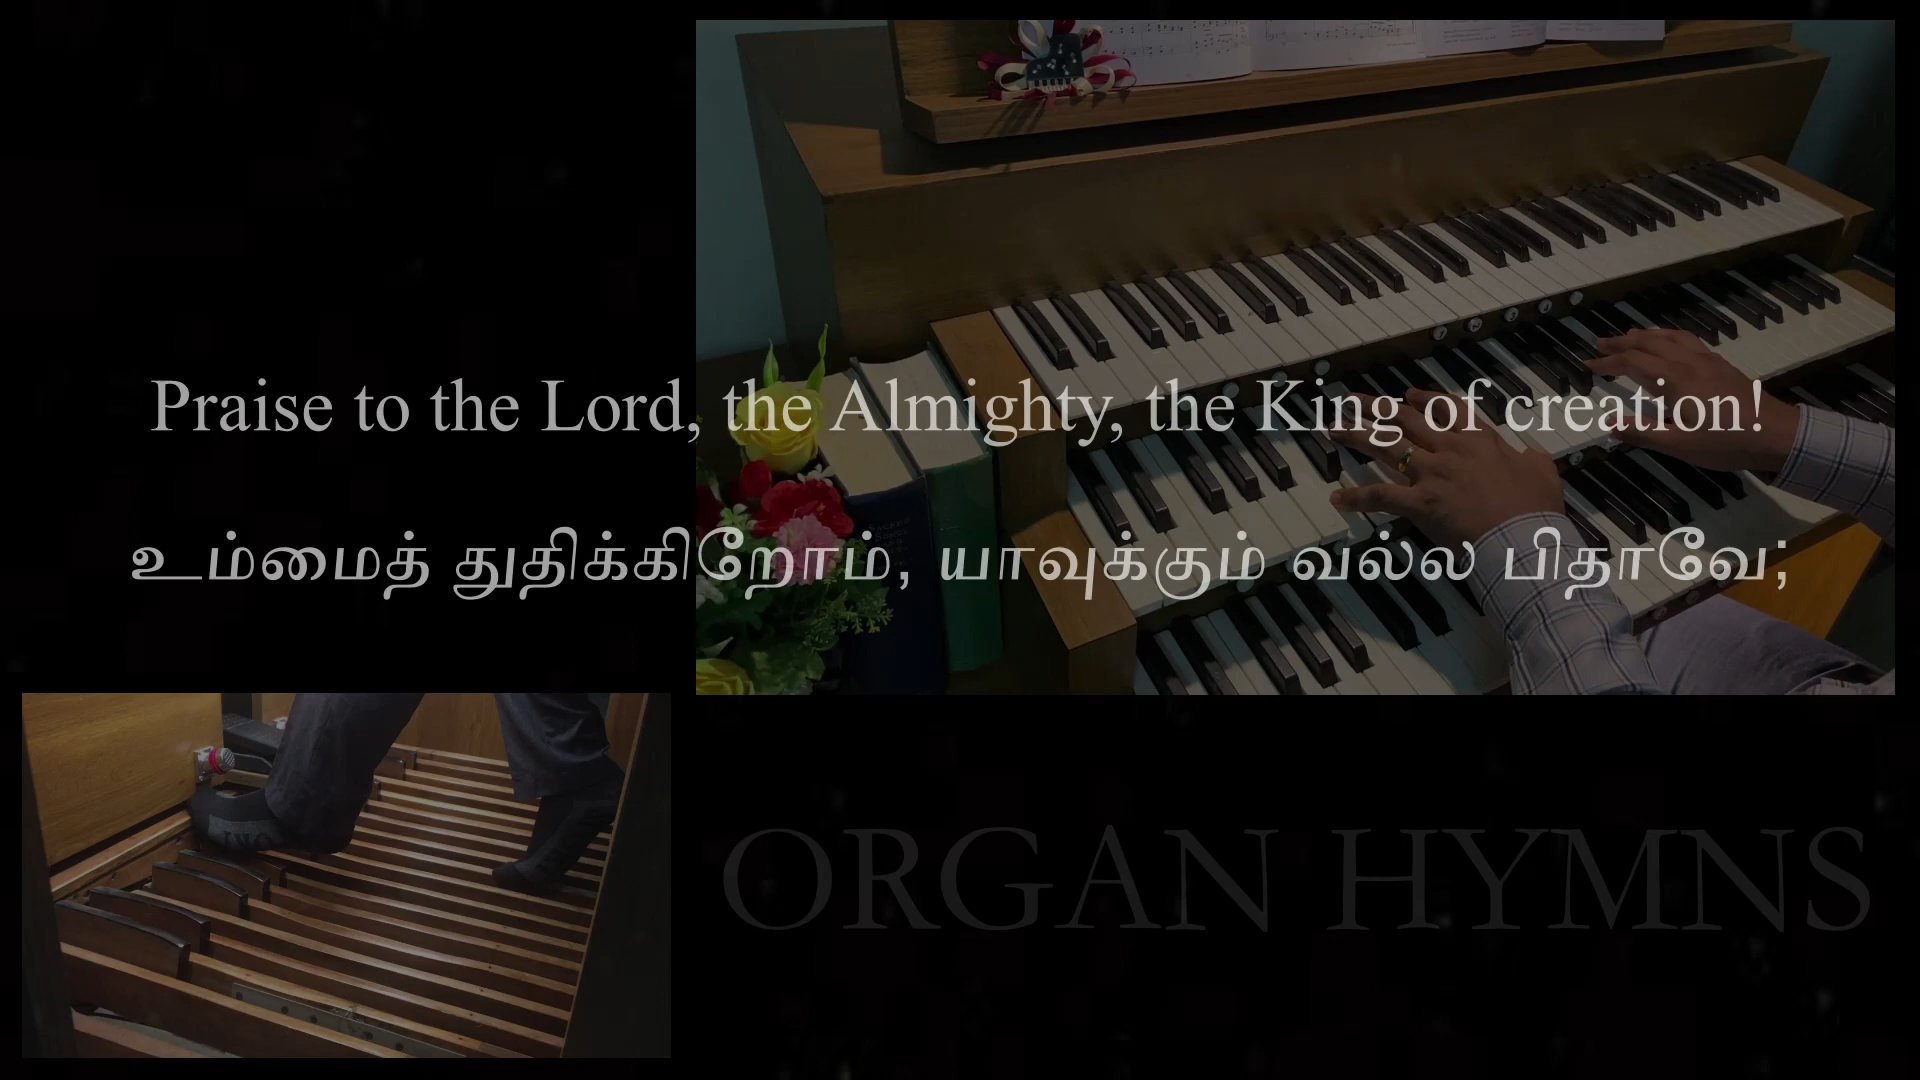 Praise to the Lord, the Almighty, the King of creation!
உம்மைத் துதிக்கிறோம், யாவுக்கும் வல்ல பிதாவே;
ORGAN HYMNS